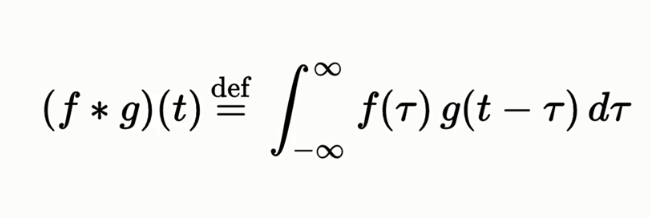 (f ∗ g)(t) ≝ ∫_{−∞}^{∞} f(τ) g(t − τ) dτ